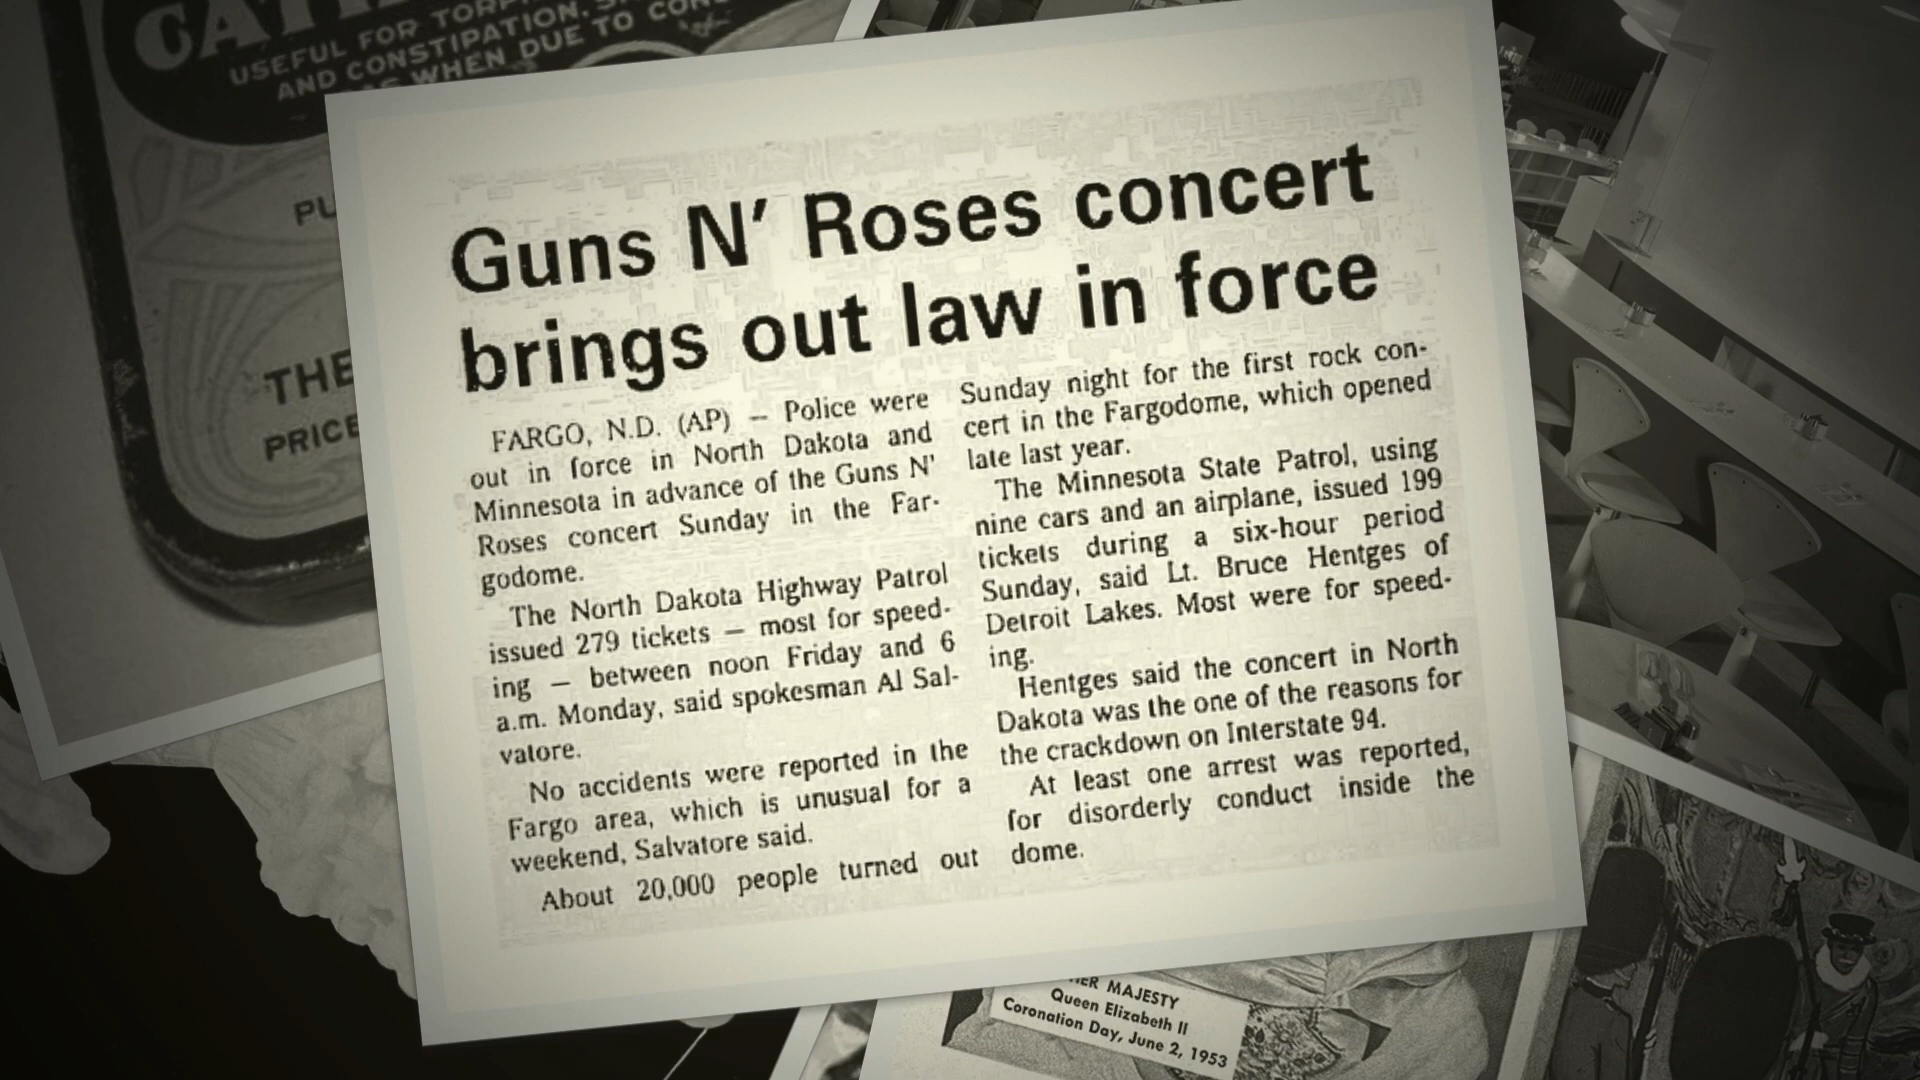 USEFUL FOR
AND CONSTIPATION.
WHEN DUE TO
THE
PRICE
Guns N' Roses concert
brings out law in force
FARGO, N.D. (AP) — Police were
out in force in North Dakota and
Minnesota in advance of the Guns N'
Roses concert Sunday in the Far-
godome.
The North Dakota Highway Patrol
issued 279 tickets — most for speed-
ing — between noon Friday and 6
a.m. Monday, said spokesman Al Sal-
vatore.
No accidents were reported in the
Fargo area, which is unusual for a
weekend, Salvatore said.
About 20,000 people turned out
Sunday night for the first rock con-
cert in the Fargodome, which opened
late last year.
The Minnesota State Patrol, using
nine cars and an airplane, issued 199
tickets during a six-hour period
Sunday, said Lt. Bruce Hentges of
Detroit Lakes. Most were for speed-
ing.
Hentges said the concert in North
Dakota was the one of the reasons for
the crackdown on Interstate 94.
At least one arrest was reported,
for disorderly conduct inside the
dome.
HER MAJESTY
Queen Elizabeth II
Coronation Day, June 2, 1953